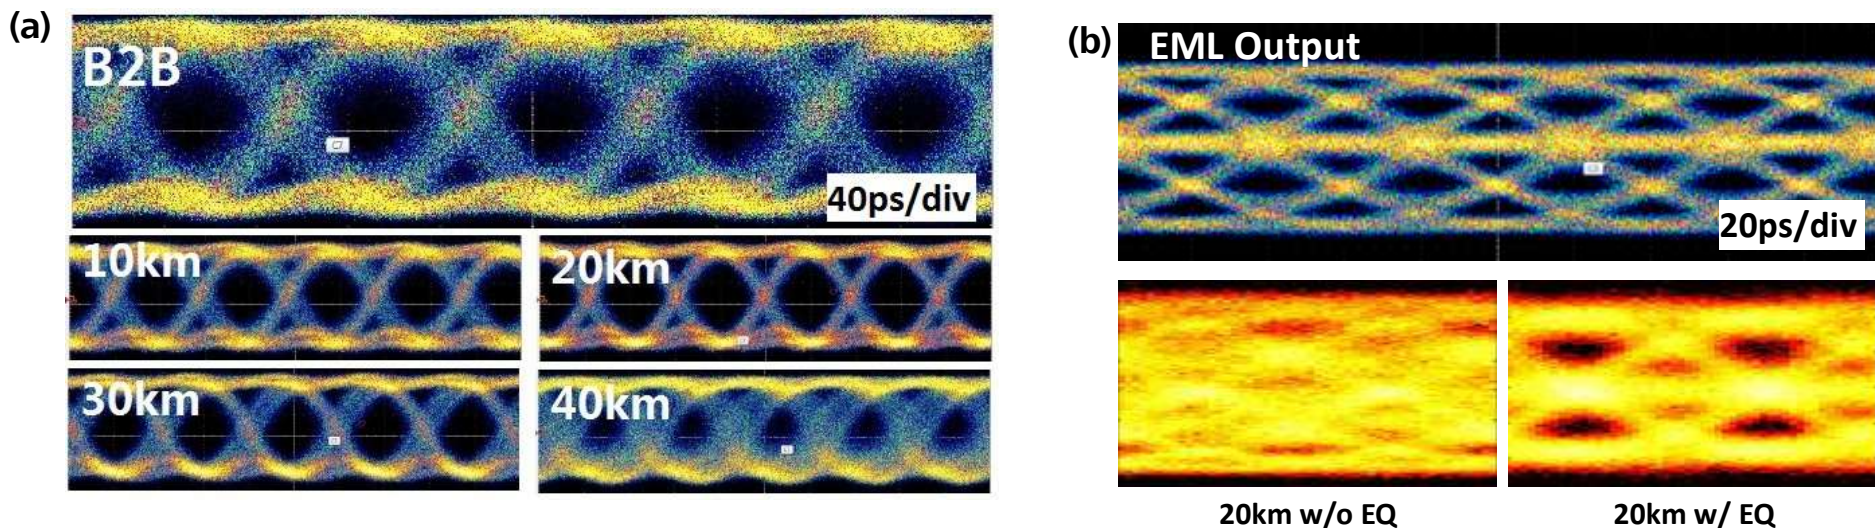 (a)
B2B
40ps/div
10km
20km
30km
40km
(b)
EML Output
20ps/div
20km w/o EQ
20km w/ EQ